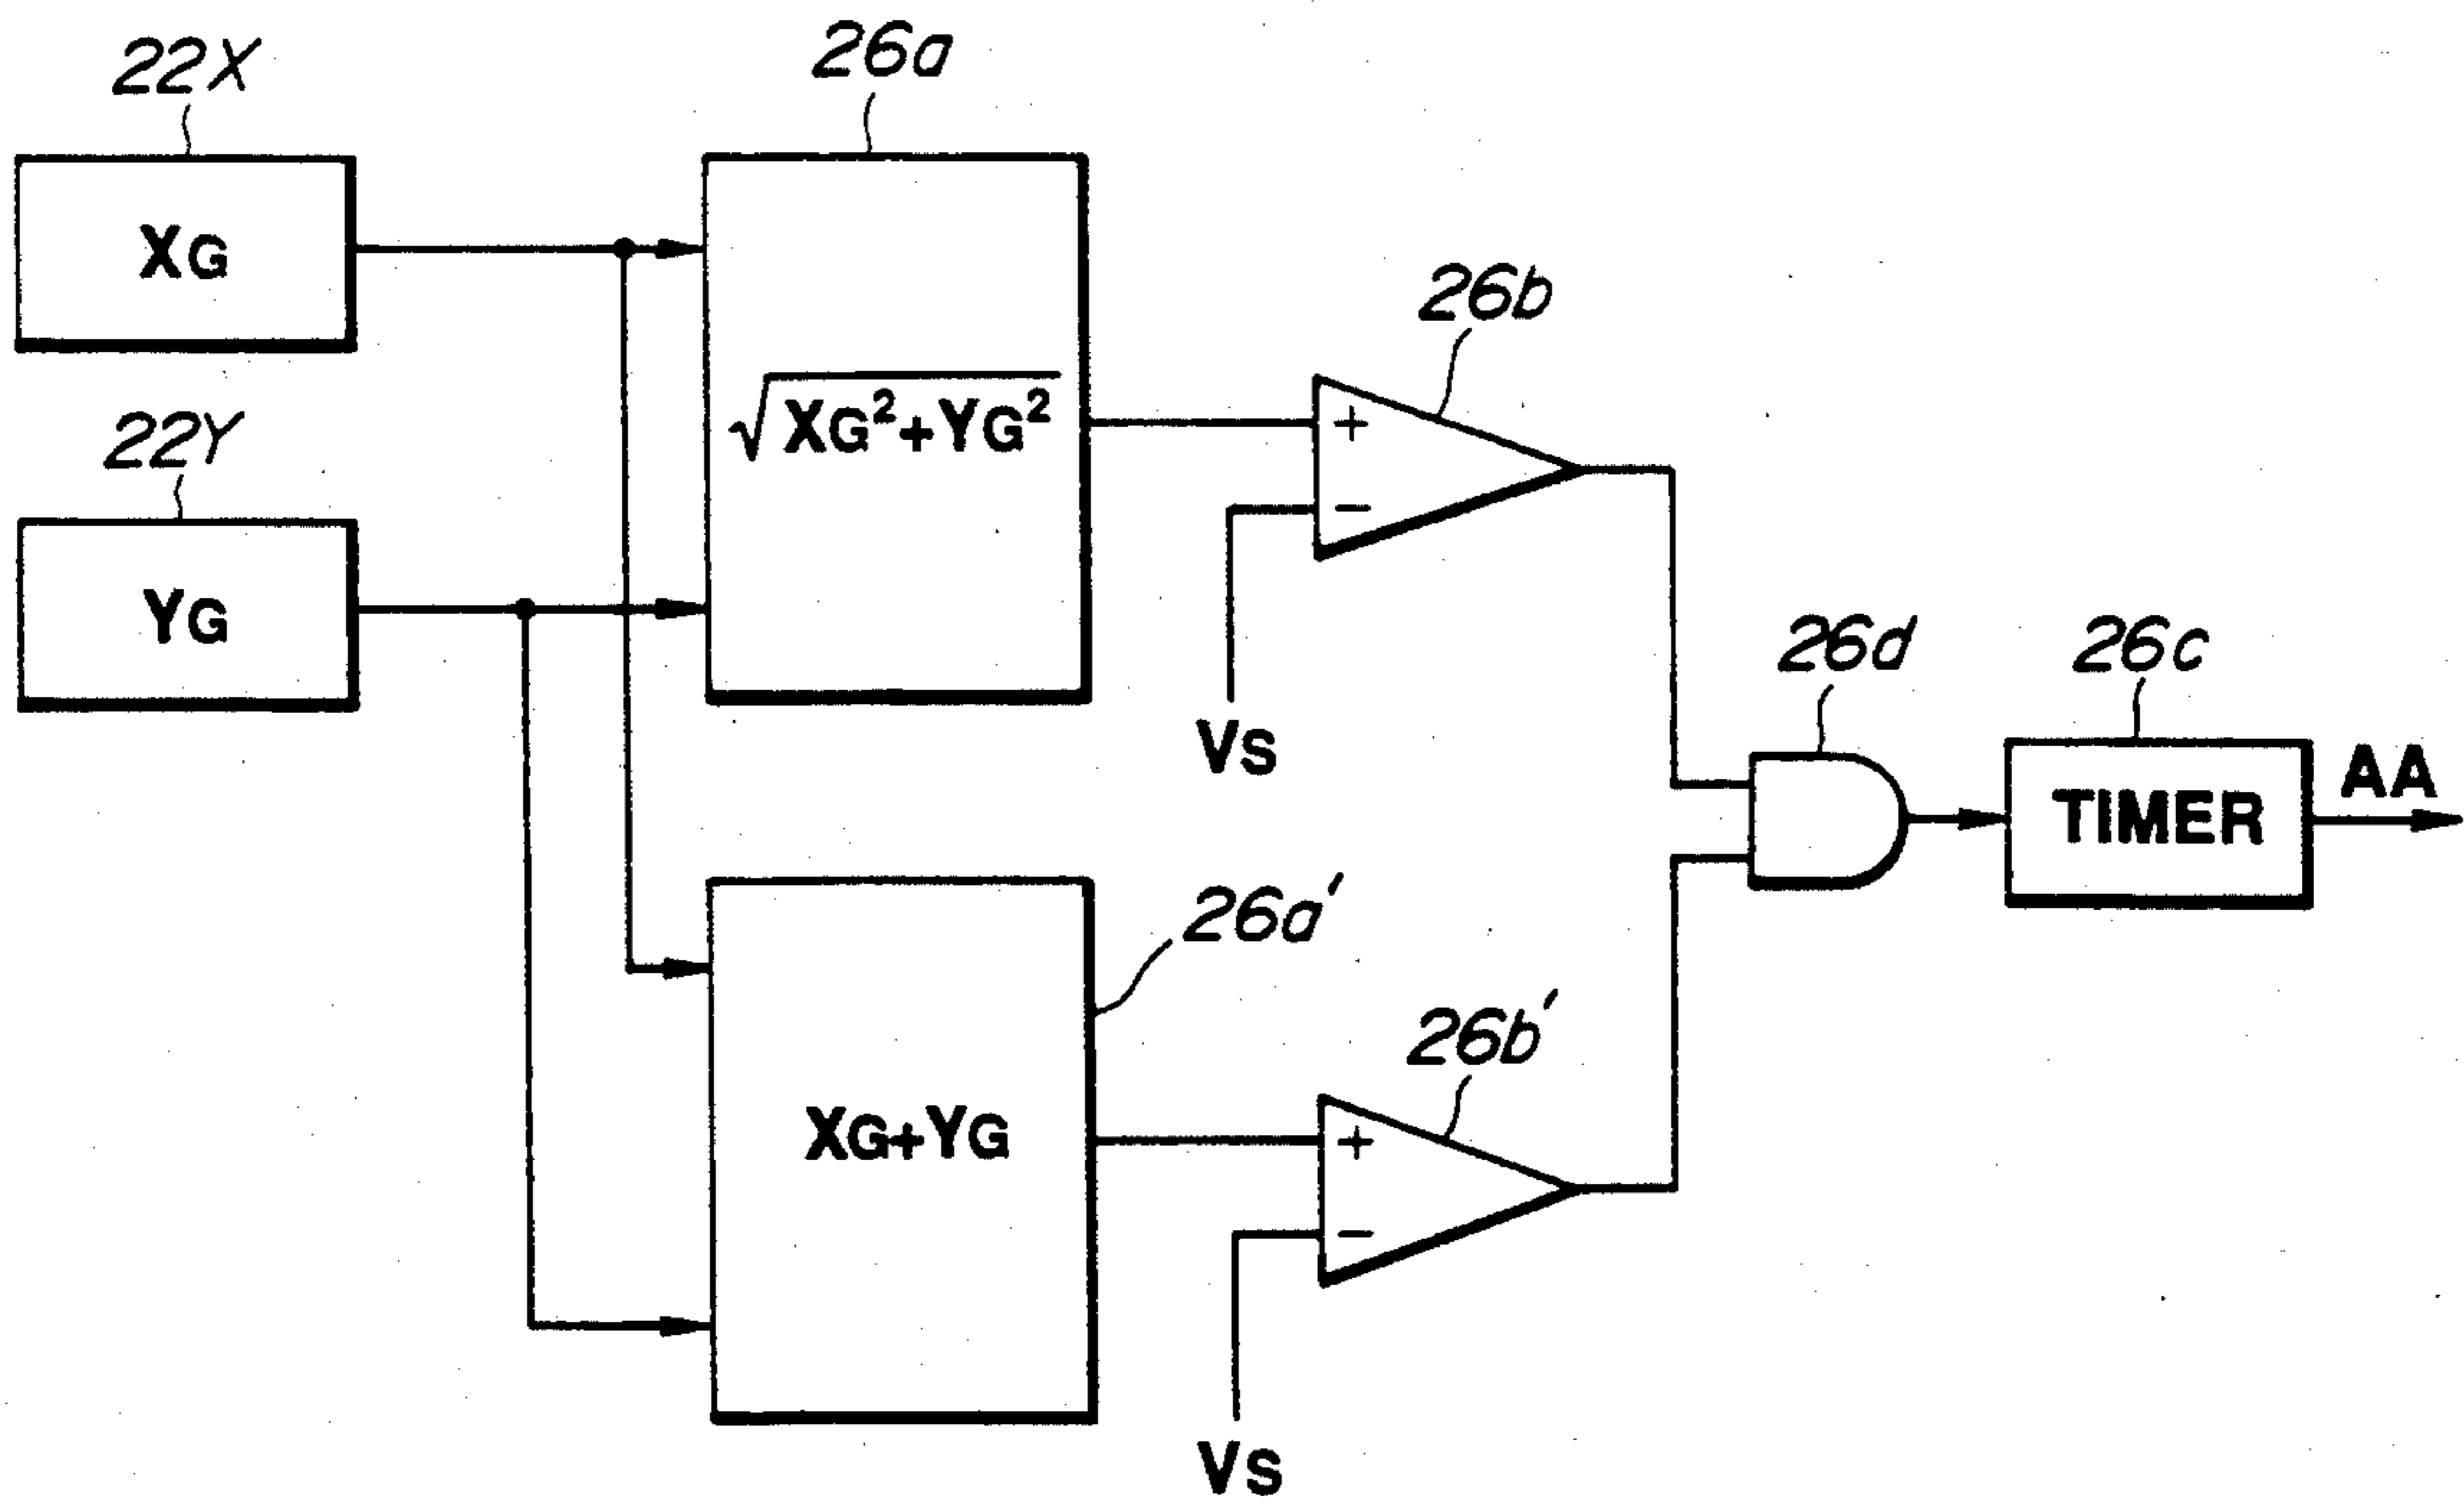 22X
26a
XG
26b
√XG²+YG²
22Y
+
−
YG
26d
26c
VS
AA
TIMER
26a'
26b'
XG+YG
+
−
VS